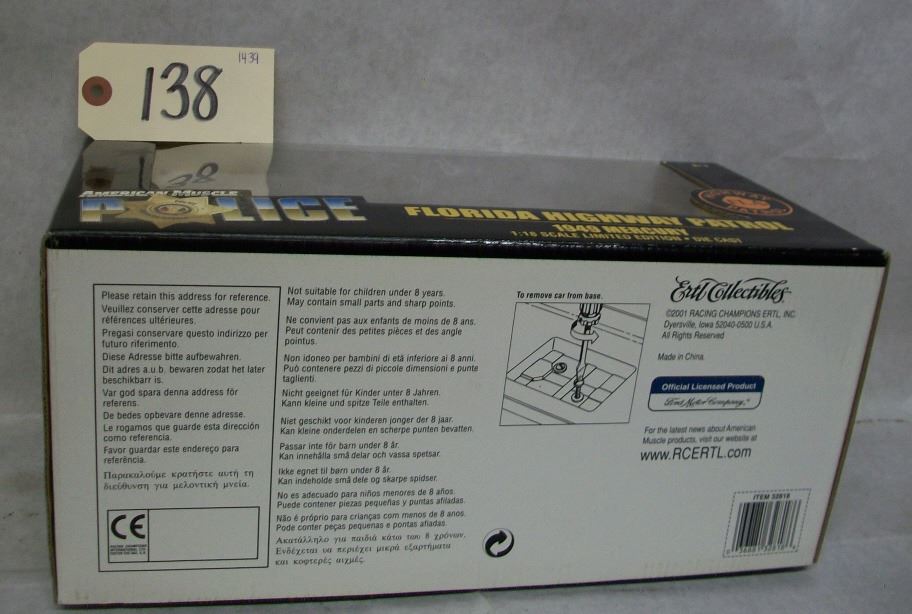 1439
138
AMERICAN MUSCLE
POLICE
FLORIDA HIGHWAY PATROL
1949 MERCURY
1:18 SCALE LIMITED EDITION • DIE CAST
Please retain this address for reference.
Veuillez conserver cette adresse pour
références ultérieures.
Pregasi conservare questo indirizzo per
futuro riferimento.
Diese Adresse bitte aufbewahren.
Dit adres a.u.b. bewaren zodat het later
beschikbarr is.
Var god spara denna address för
referens.
De bedes opbevare denne adresse.
Le rogamos que guarde esta dirección
como referencia.
Favor guardar este endereço para
referência.
Παρακαλούμε κρατήστε αυτή τη
διεύθυνση για μελοντική μνεία.
CE
Not suitable for children under 8 years.
May contain small parts and sharp points.
Ne convient pas aux enfants de moins de 8 ans.
Peut contenir des petites pièces et des angle
pointus.
Non idoneo per bambini di età inferiore ai 8 anni.
Può contenere pezzi di piccole dimensioni e punte
taglienti.
Nicht geeignet für Kinder unter 8 Jahren.
Kann kleine und spitze Teile enthalten.
Niet geschikt voor kinderen jonger der 8 jaar.
Kan kleine onderdelen en scherpe punten bevatten.
Passar inte för barn under 8 år.
Kan innehålla små delar och vassa spetsar.
Ikke egnet til børn under 8 år.
Kan indeholde små dele og skarpe spidser.
No es adecuado para niños menores de 8 años.
Puede contener piezas pequeñas y puntas afiladas.
Não é próprio para crianças com menos de 8 anos.
Pode conter peças pequenas e pontas afiadas.
Ακατάλληλο για παιδιά κάτω των 8 χρόνων.
Ενδέχεται να περιέχει μικρά εξαρτήματα
και κοφτερές αιχμές.
To remove car from base.
Ertl Collectibles
©2001 RACING CHAMPIONS ERTL, INC.
Dyersville, Iowa 52040-0500 U.S.A.
All Rights Reserved
Made in China.
Official Licensed Product
Ford Motor Company
For the latest news about American
Muscle products, visit our website at
www.RCERTL.com
ITEM 32818
0 36881 32818